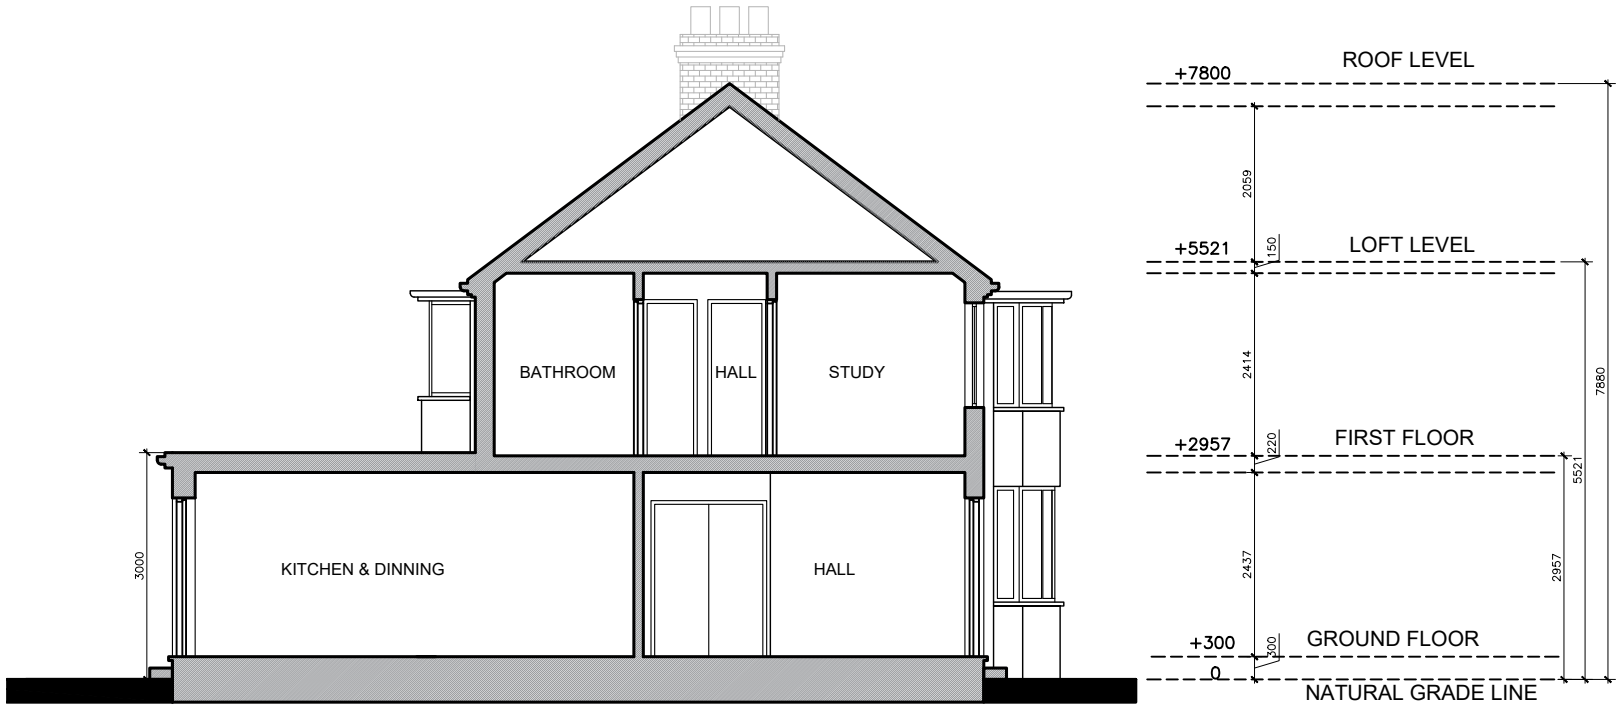 ROOF LEVEL
+7800
2059
LOFT LEVEL
+5521
150
BATHROOM
HALL
STUDY
2414
7880
FIRST FLOOR
+2957
220
5521
3000
KITCHEN & DINNING
HALL
2437
2957
GROUND FLOOR
+300
300
0
NATURAL GRADE LINE